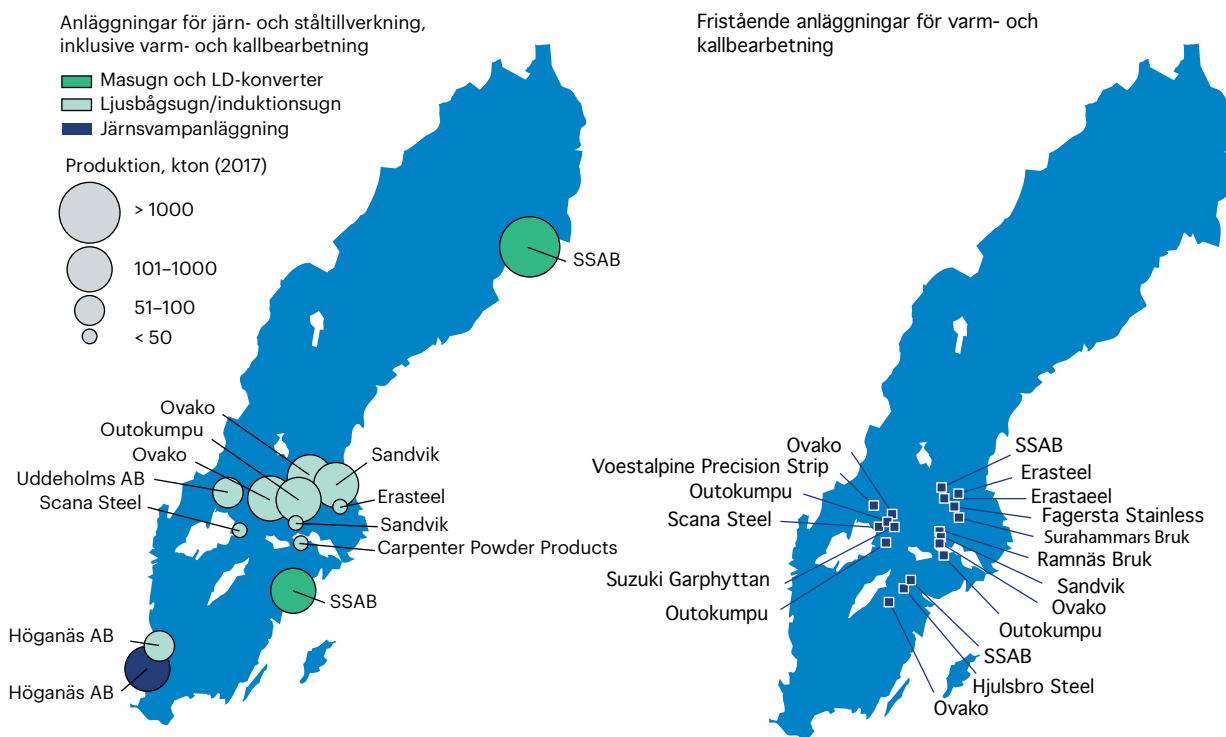 Anläggningar för järn- och ståltillverkning,
inklusive varm- och kallbearbetning
Masugn och LD-konverter
Ljusbågsugn/induktionsugn
Järnsvampanläggning
Produktion, kton (2017)
> 1000
101–1000
51–100
< 50
SSAB
Ovako
Outokumpu
Ovako
Uddeholms AB
Scana Steel
Sandvik
Erasteel
Sandvik
Carpenter Powder Products
SSAB
Höganäs AB
Höganäs AB
Fristående anläggningar för varm- och
kallbearbetning
Ovako
Voestalpine Precision Strip
Outokumpu
Scana Steel
Suzuki Garphyttan
Outokumpu
SSAB
Erasteel
Erastaeel
Fagersta Stainless
Surahammars Bruk
Ramnäs Bruk
Sandvik
Ovako
Outokumpu
SSAB
Hjulsbro Steel
Ovako